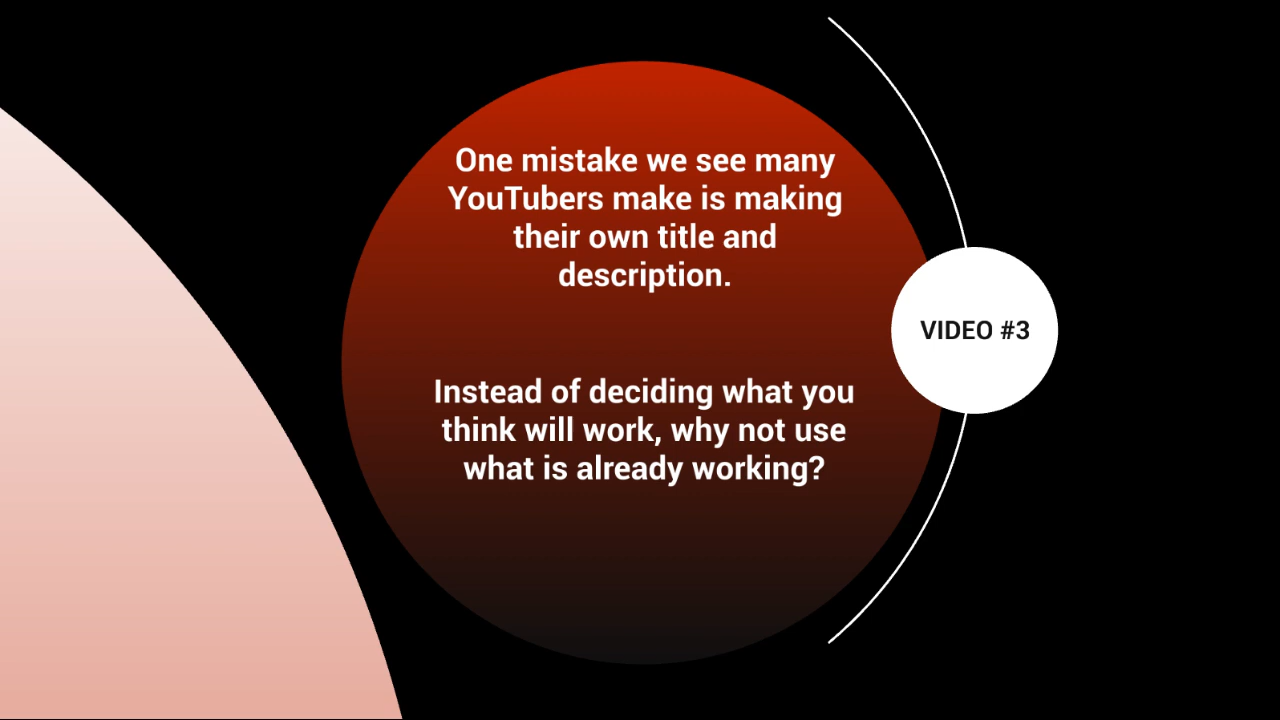 One mistake we see many
YouTubers make is making
their own title and
description.
Instead of deciding what you
think will work, why not use
what is already working?
VIDEO #3